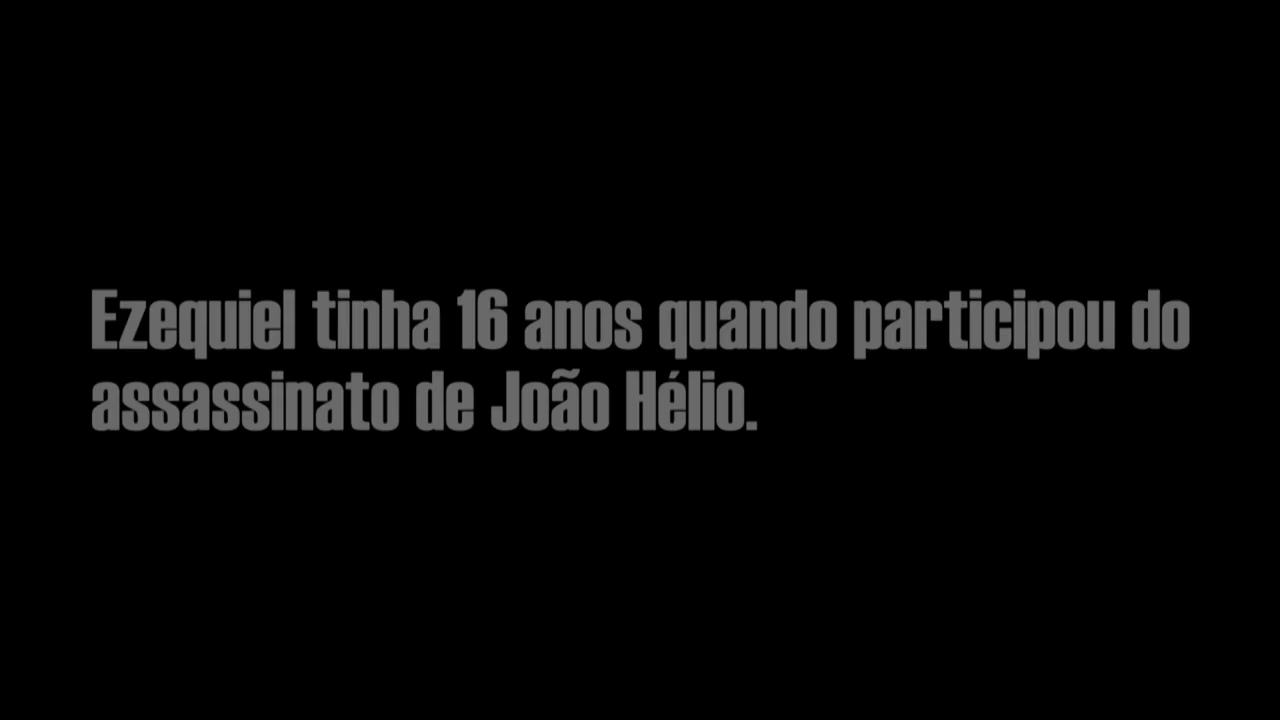 Ezequiel tinha 16 anos quando participou do
assassinato de João Hélio.